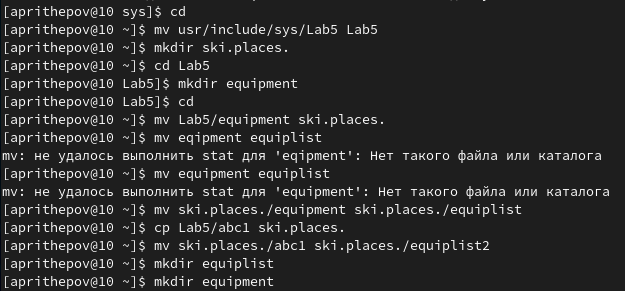 [aprithepov@10 sys]$ cd
[aprithepov@10 ~]$ mv usr/include/sys/Lab5 Lab5
[aprithepov@10 ~]$ mkdir ski.places.
[aprithepov@10 ~]$ cd Lab5
[aprithepov@10 Lab5]$ mkdir equipment
[aprithepov@10 Lab5]$ cd
[aprithepov@10 ~]$ mv Lab5/equipment ski.places.
[aprithepov@10 ~]$ mv eqipment equiplist
mv: не удалось выполнить stat для 'eqipment': Нет такого файла или каталога
[aprithepov@10 ~]$ mv equipment equiplist
mv: не удалось выполнить stat для 'equipment': Нет такого файла или каталога
[aprithepov@10 ~]$ mv ski.places./equipment ski.places./equiplist
[aprithepov@10 ~]$ cp Lab5/abc1 ski.places.
[aprithepov@10 ~]$ mv ski.places./abc1 ski.places./equiplist2
[aprithepov@10 ~]$ mkdir equiplist
[aprithepov@10 ~]$ mkdir equipment